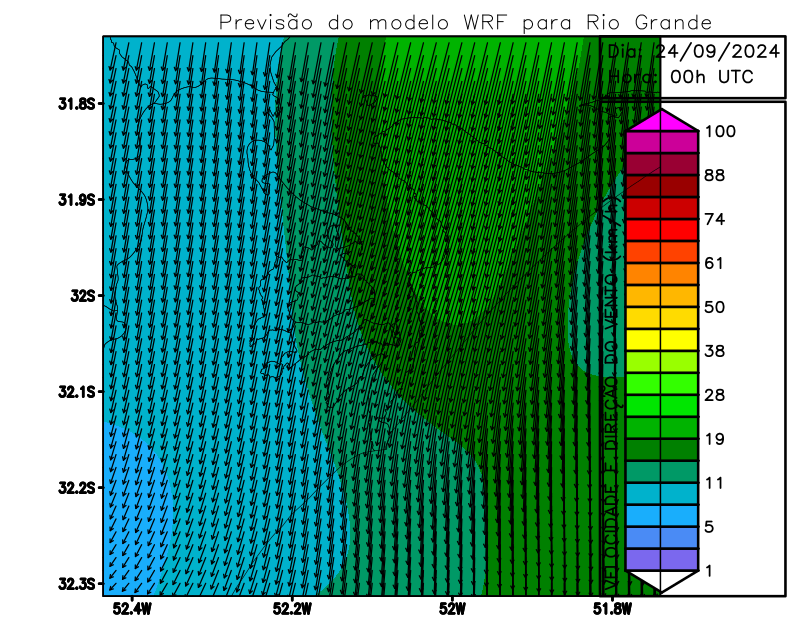 Previsão do modelo WRF para Rio Grande
Dia: 24/09/2024
Hora: 00h UTC
31.8S
31.9S
32S
32.1S
32.2S
32.3S
52.4W
52.2W
52W
51.8W
VELOCIDADE E DIREÇÃO DO VENTO (km/h)
100
88
74
61
50
38
28
19
11
5
1